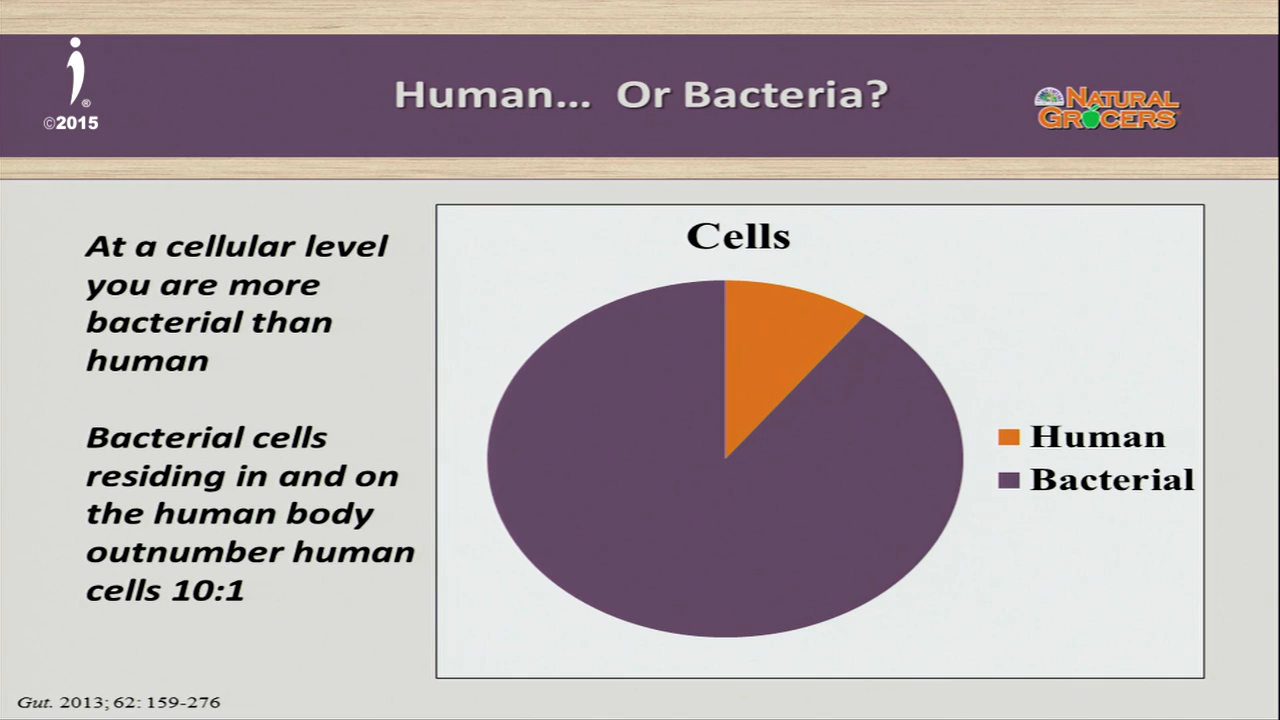 Human... Or Bacteria?
®
©2015
NATURAL
GROCERS
At a cellular level
you are more
bacterial than
human
Bacterial cells
residing in and on
the human body
outnumber human
cells 10:1
Cells
Human
Bacterial
Gut. 2013; 62: 159-276